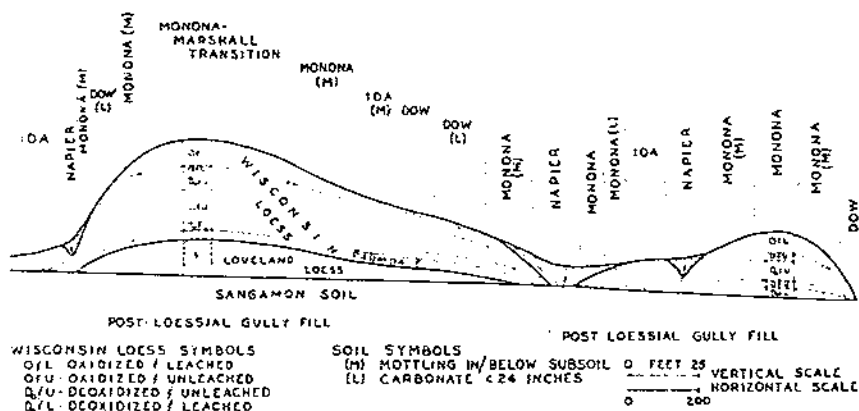 IDA
NAPIER
MONONA (M)
DOW
(L)
MONONA (M)
MONONA-
MARSHALL
TRANSITION
MONONA
(M)
IDA
(M)
DOW
DOW
(L)
MONONA
(M)
NAPIER
MONONA
MONONA (L)
IDA
NAPIER
MONONA
(M)
MONONA
MONONA
(M)
DOW
WISCONSIN
LOESS
LOVELAND
LOESS
SANGAMON SOIL
O/L
POST-LOESSIAL GULLY FILL
POST LOESSIAL GULLY FILL
WISCONSIN LOESS SYMBOLS
O/L-OXIDIZED / LEACHED
O/U-OXIDIZED / UNLEACHED
D/U-DEOXIDIZED / UNLEACHED
D/L-DEOXIDIZED / LEACHED
SOIL SYMBOLS
(M) MOTTLING IN/BELOW SUBSOIL
(L) CARBONATE <24 INCHES
0 FEET 25
VERTICAL SCALE
HORIZONTAL SCALE
0 200